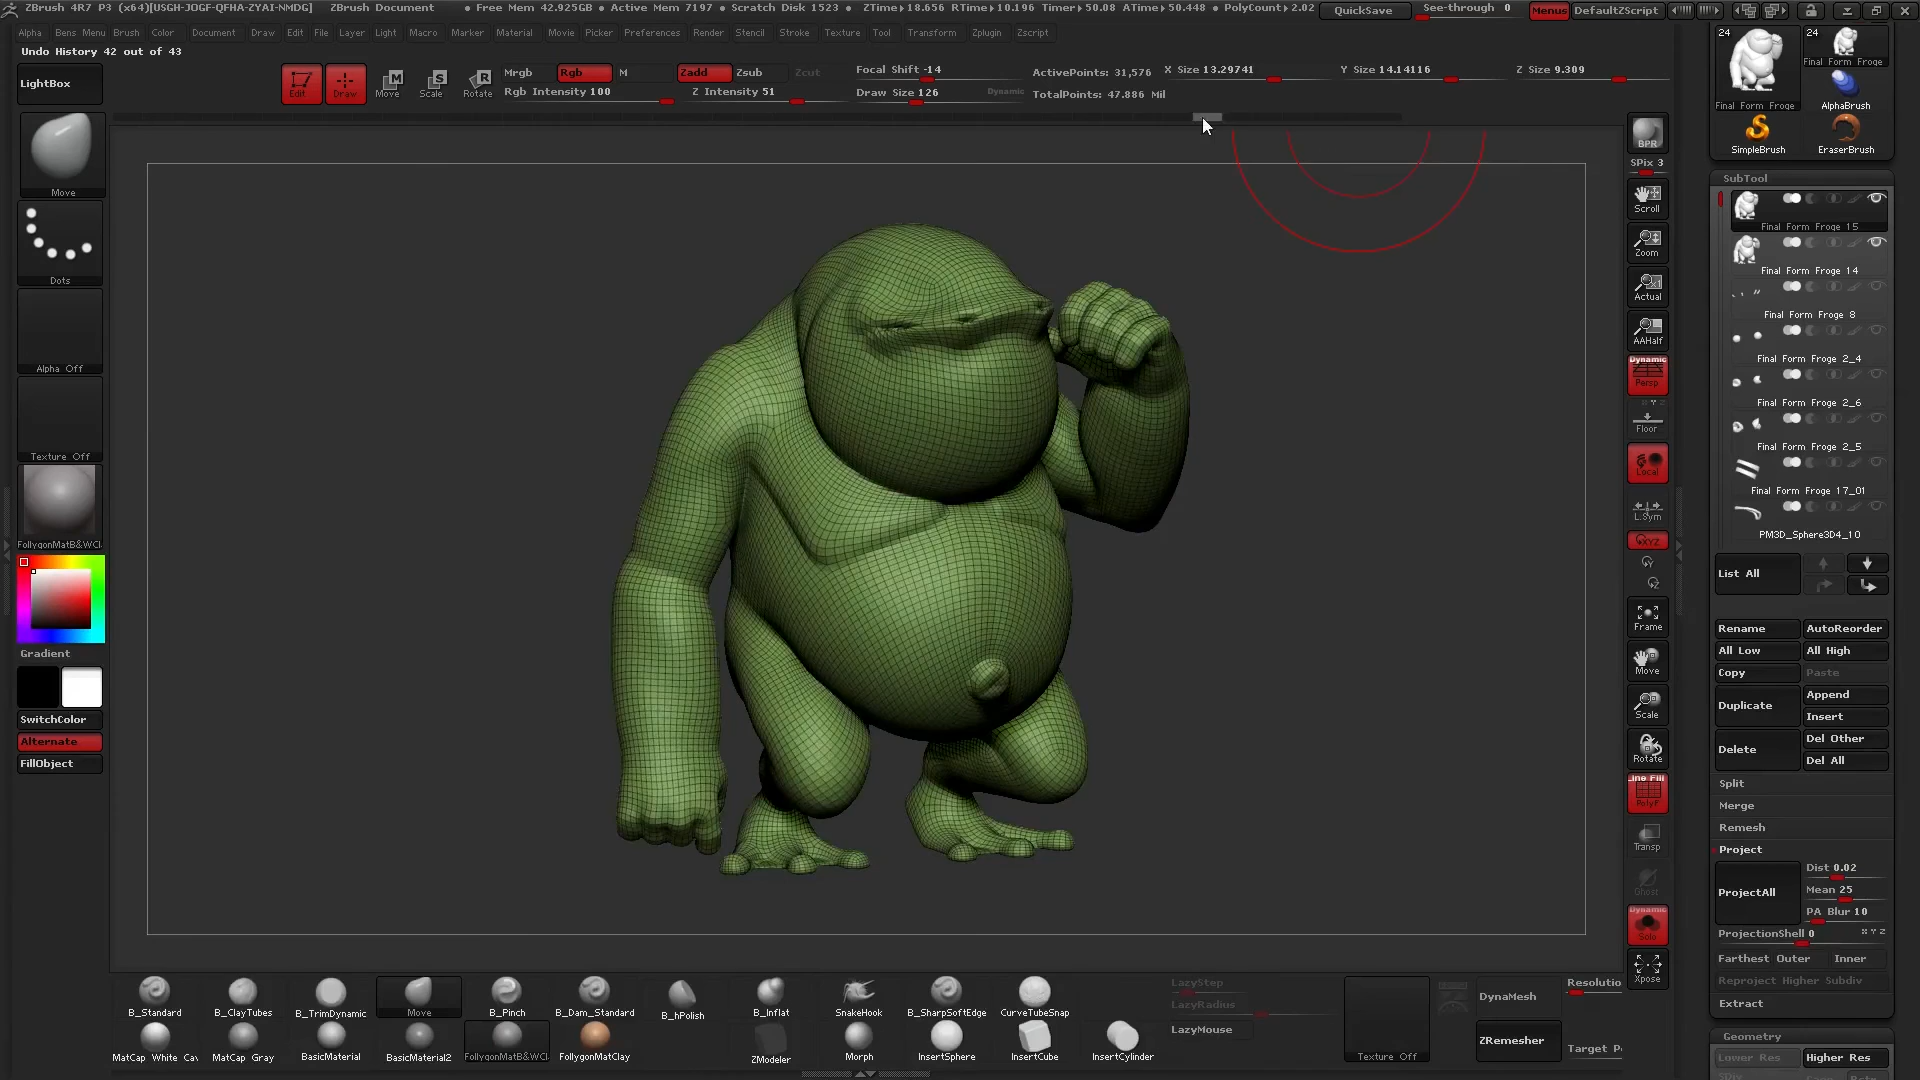 ZBrush 4R7 P3 (x64)[USGH-JOGF-QFHA-ZYAI-NMDG] ZBrush Document • Free Mem 42.925GB • Active Mem 7197 • Scratch Disk 1523 • ZTime▸18.656 RTime▸10.196 Timer▸50.08 ATime▸50.448 • PolyCount▸2.02 QuickSave See-through 0 Menus DefaultZScript
Alpha Bens Menu Brush Color Document Draw Edit File Layer Light Macro Marker Material Movie Picker Preferences Render Stencil Stroke Texture Tool Transform Zplugin Zscript
Undo History 42 out of 43
LightBox
Edit Draw Move Scale Rotate
M S R
Mrgb Rgb M Zadd Zsub Zcut
Rgb Intensity 100 Z Intensity 51
Focal Shift -14
Draw Size 126 Dynamic
ActivePoints: 31,576 X Size 13.29741 Y Size 14.14116 Z Size 9.309
TotalPoints: 47.886 Mil
Move
Dots
Alpha Off
Texture Off
FollygonMatB&WCl
Gradient
SwitchColor
Alternate
FillObject
BPR
SPix 3
Scroll
Zoom
Actual
AAHalf
Dynamic
Persp
Floor
Local
L.Sym
XYZ
Frame
Move
Scale
Rotate
Line Fill
PolyF
Transp
Ghost
Dynamic
Solo
Xpose
24 24
Final Form Froge
Final Form Froge AlphaBrush
SimpleBrush EraserBrush
SubTool
Final Form Froge 15
Final Form Froge 14
Final Form Froge 8
Final Form Froge 2_4
Final Form Froge 2_6
Final Form Froge 2_5
Final Form Froge 17_01
PM3D_Sphere3D4_10
List All
Rename AutoReorder
All Low All High
Copy Paste
Duplicate Append
Insert
Delete Del Other
Del All
Split
Merge
Remesh
Project
ProjectAll Dist 0.02
Mean 25
PA Blur 10
ProjectionShell 0 X Y Z
Farthest Outer Inner
Reproject Higher Subdiv
Extract
Geometry
Lower Res Higher Res
B_Standard B_ClayTubes B_TrimDynamic Move B_Pinch B_Dam_Standard B_hPolish B_Inflat SnakeHook B_SharpSoftEdge CurveTubeSnap
MatCap White Cav MatCap Gray BasicMaterial BasicMaterial2 FollygonMatB&WCl FollygonMatClay ZModeler Morph InsertSphere InsertCube InsertCylinder
LazyStep
LazyRadius
LazyMouse
Texture Off
DynaMesh Resolutio
ZRemesher Target P